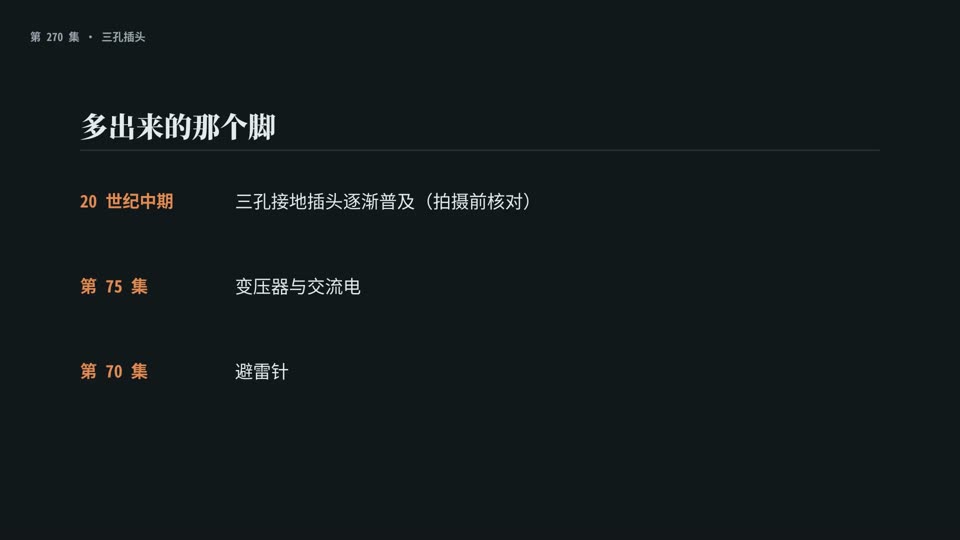 第 270 集 · 三孔插头
多出来的那个脚
20 世纪中期 三孔接地插头逐渐普及（拍摄前核对）
第 75 集 变压器与交流电
第 70 集 避雷针